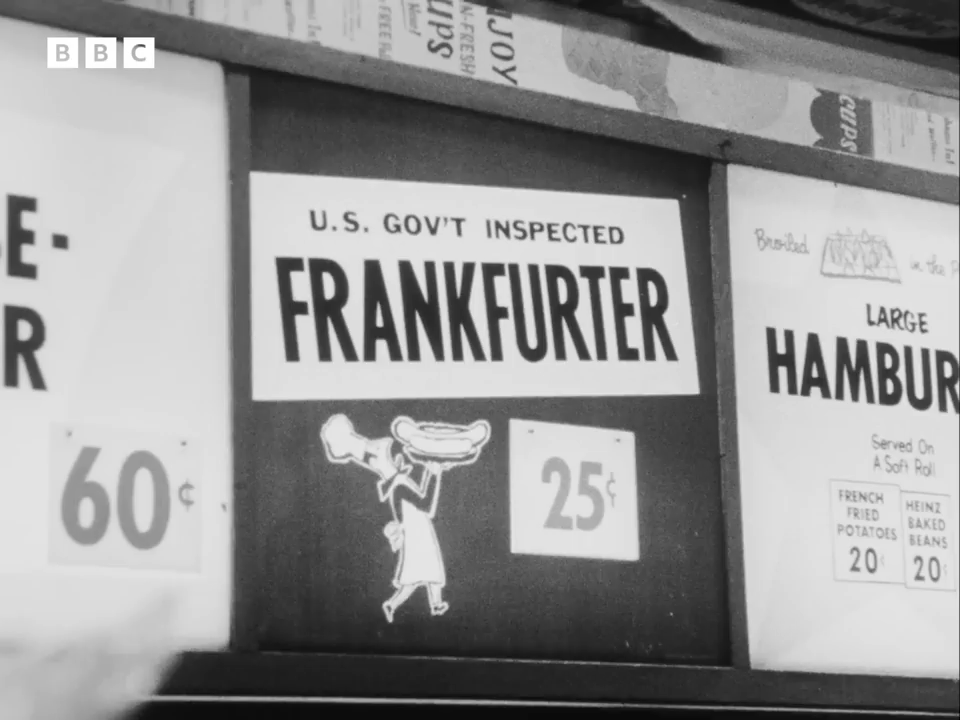 BBC
JOY
CUPS
CUPS
E-
R
60¢
U.S. GOV'T INSPECTED
FRANKFURTER
25¢
Broiled
in the
LARGE
HAMBUR
Served On
A Soft Roll
FRENCH
FRIED
POTATOES
20¢
HEINZ
BAKED
BEANS
20¢